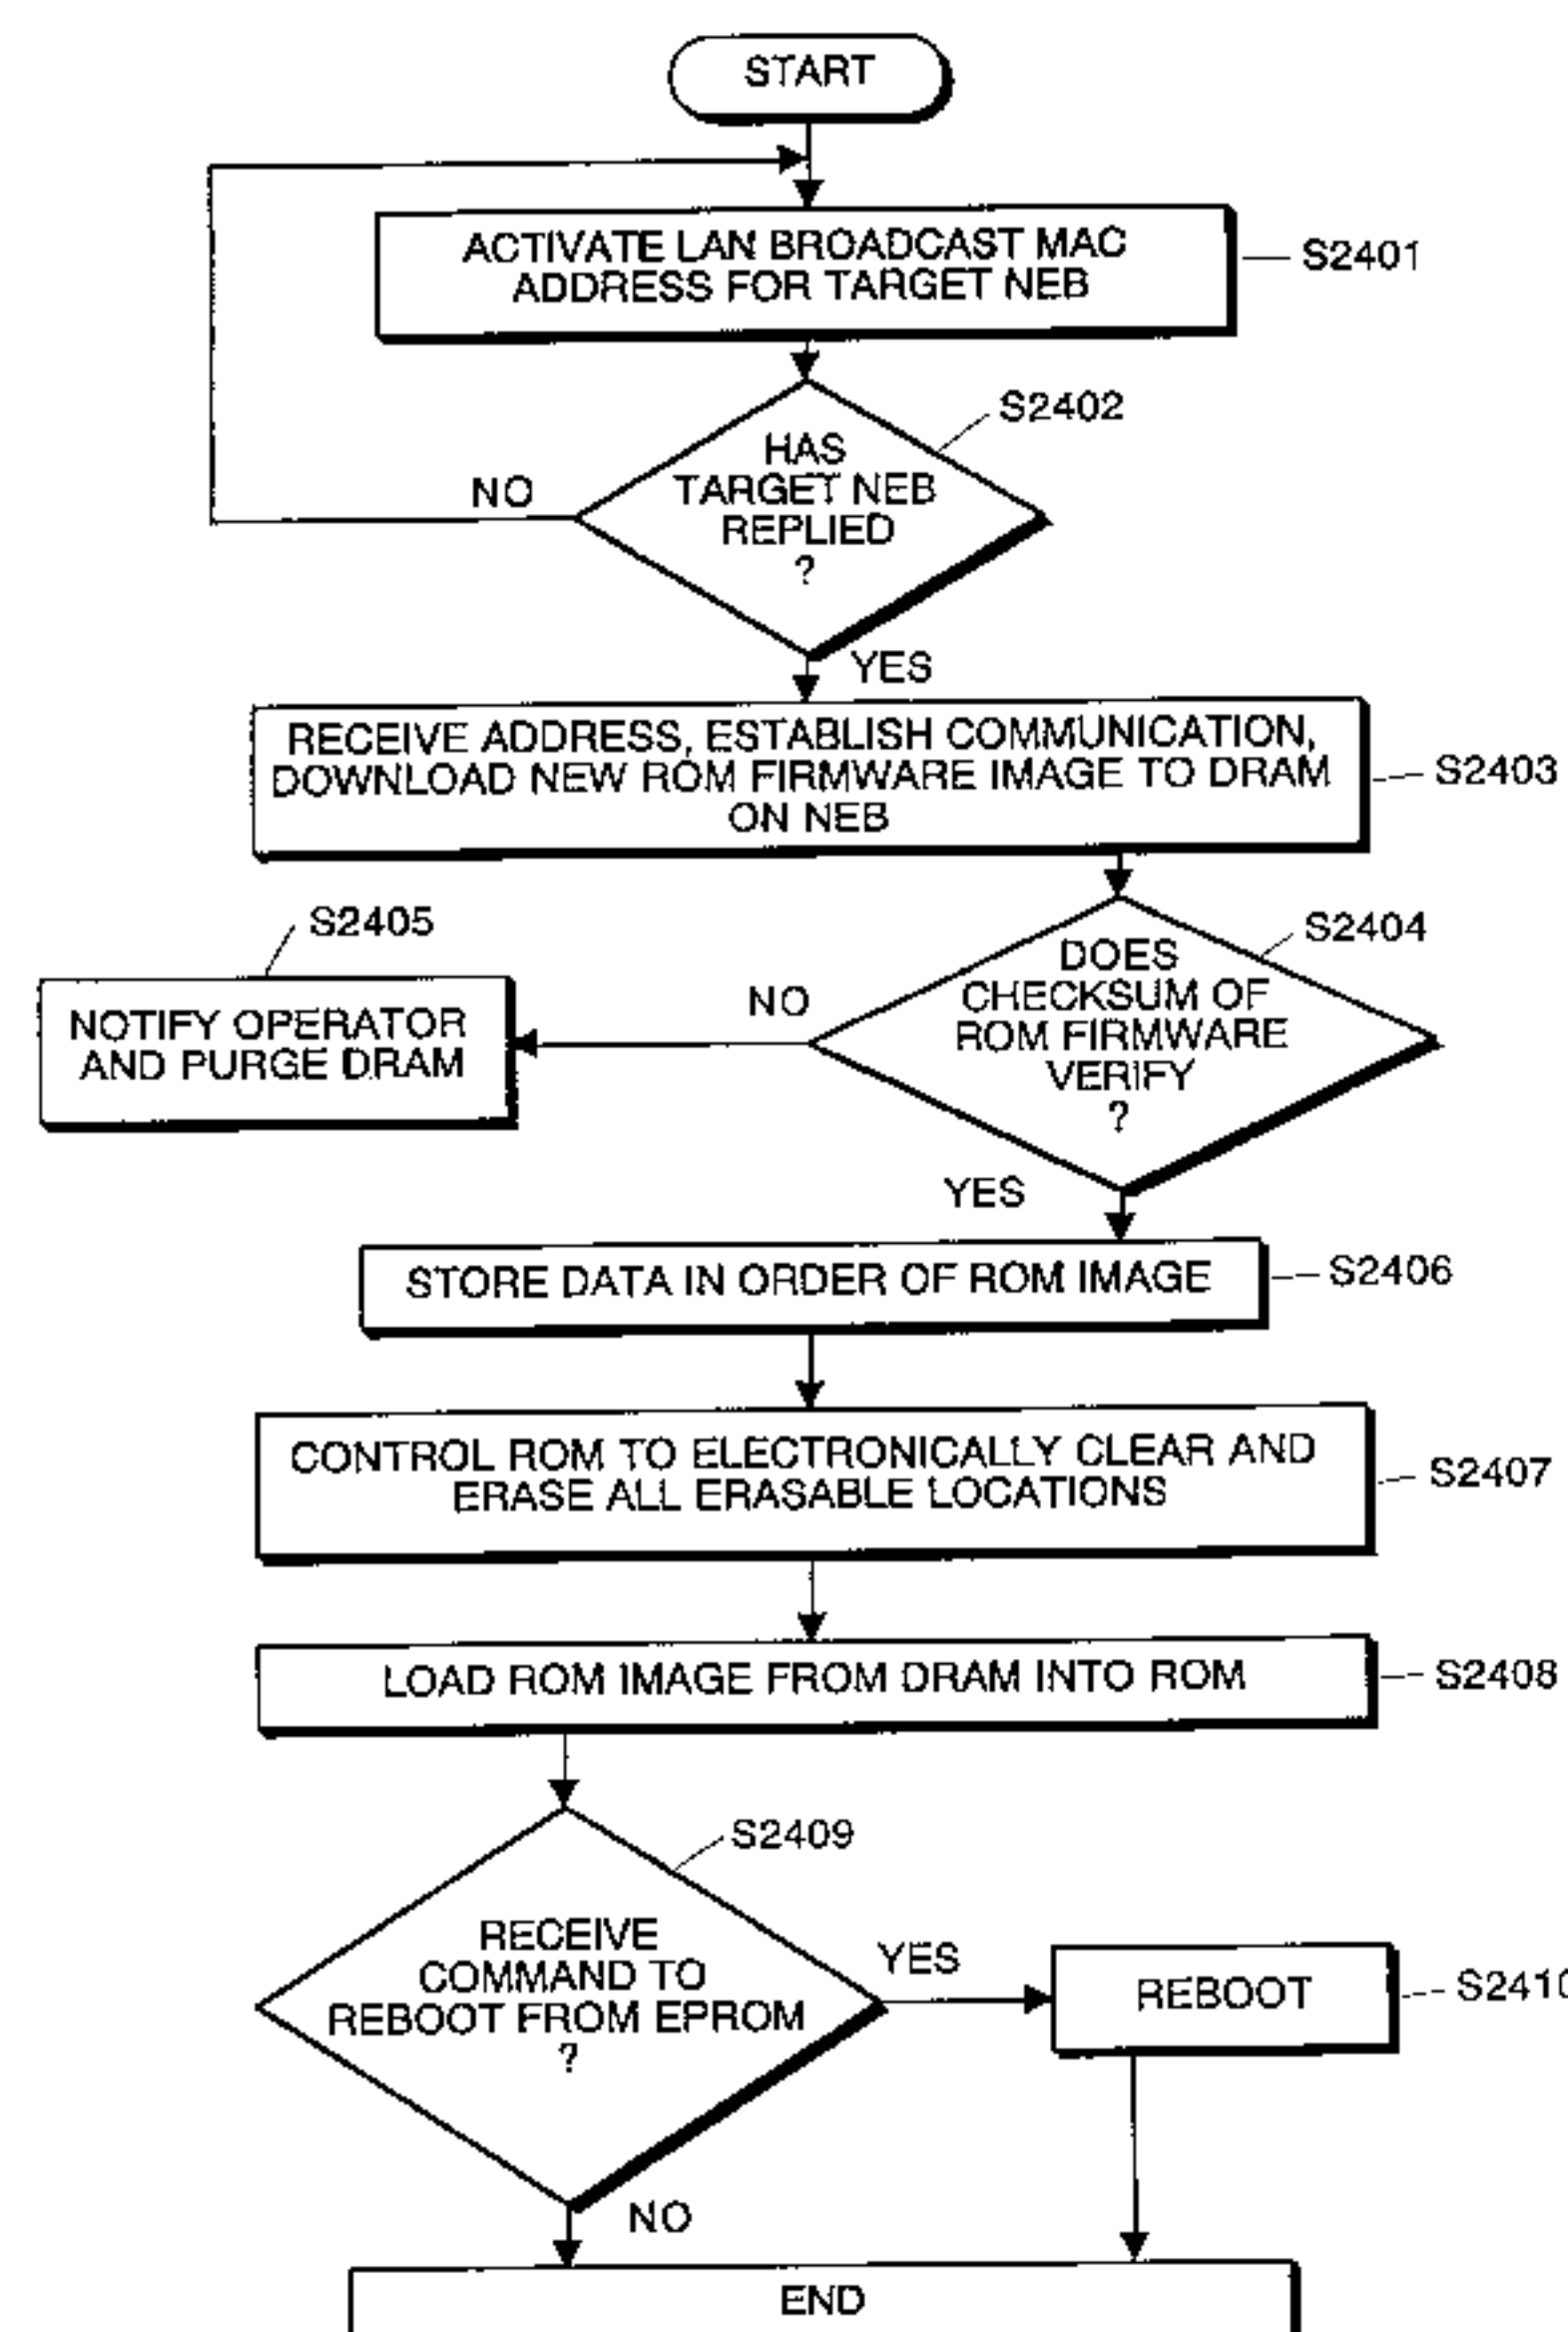 START
ACTIVATE LAN BROADCAST MAC
ADDRESS FOR TARGET NEB
S2401
S2402
HAS
TARGET NEB
REPLIED
?
NO
YES
RECEIVE ADDRESS, ESTABLISH COMMUNICATION,
DOWNLOAD NEW ROM FIRMWARE IMAGE TO DRAM
ON NEB
S2403
S2405
NOTIFY OPERATOR
AND PURGE DRAM
NO
S2404
DOES
CHECKSUM OF
ROM FIRMWARE
VERIFY
?
YES
STORE DATA IN ORDER OF ROM IMAGE
S2406
CONTROL ROM TO ELECTRONICALLY CLEAR AND
ERASE ALL ERASABLE LOCATIONS
S2407
LOAD ROM IMAGE FROM DRAM INTO ROM
S2408
S2409
RECEIVE
COMMAND TO
REBOOT FROM EPROM
?
YES
REBOOT
S2410
NO
END